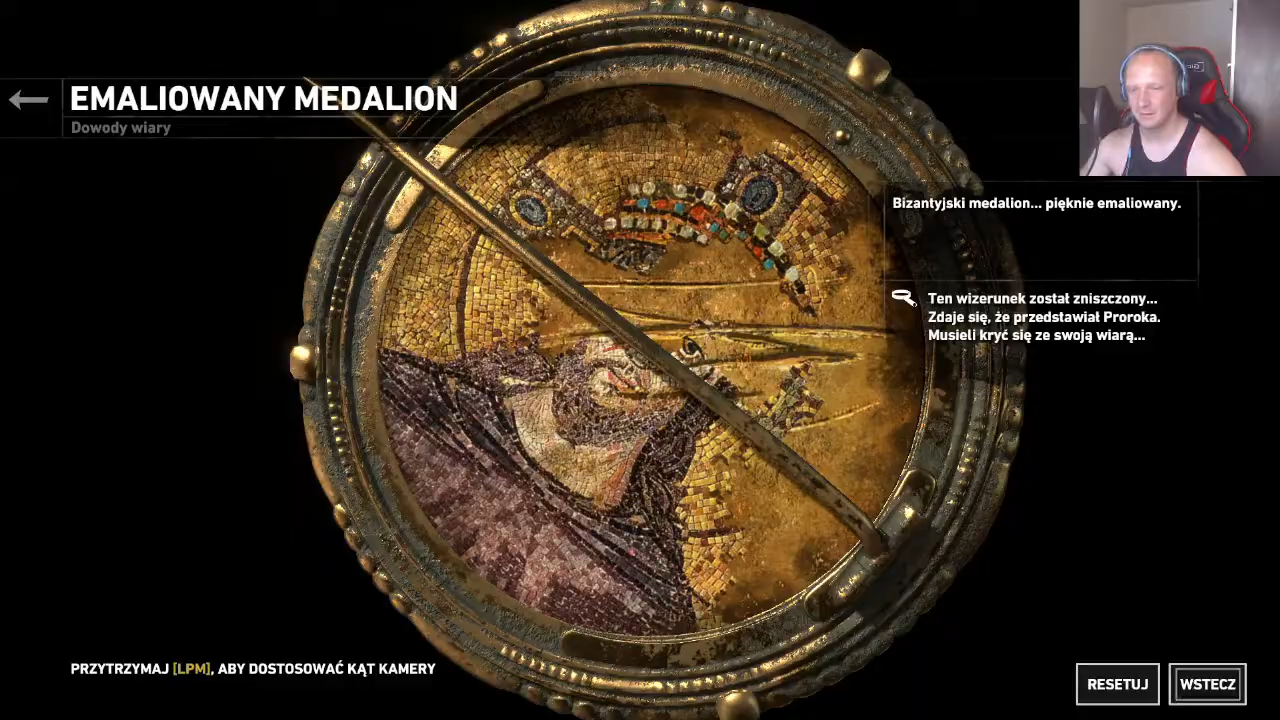 EMALIOWANY MEDALION
Dowody wiary
Bizantyjski medalion... pięknie emaliowany.
Ten wizerunek został zniszczony...
Zdaje się, że przedstawiał Proroka.
Musieli kryć się ze swoją wiarą...
PRZYTRZYMAJ [LPM], ABY DOSTOSOWAĆ KĄT KAMERY
RESETUJ
WSTECZ